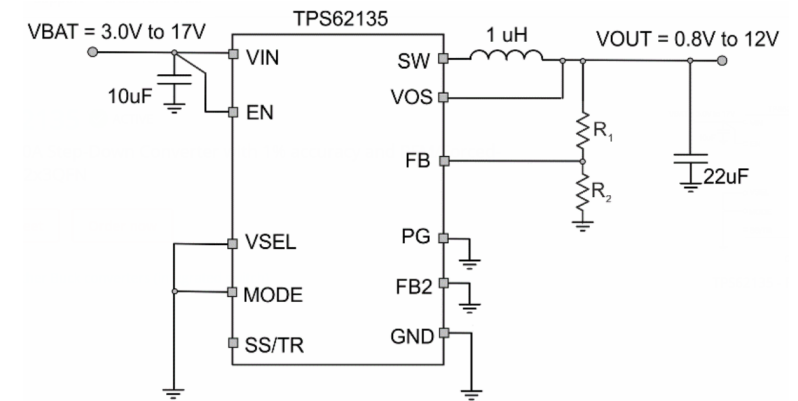 TPS62135
VBAT = 3.0V to 17V
VIN
SW
1 uH
VOUT = 0.8V to 12V
10uF
VOS
EN
R1
FB
22uF
R2
VSEL
PG
MODE
FB2
SS/TR
GND